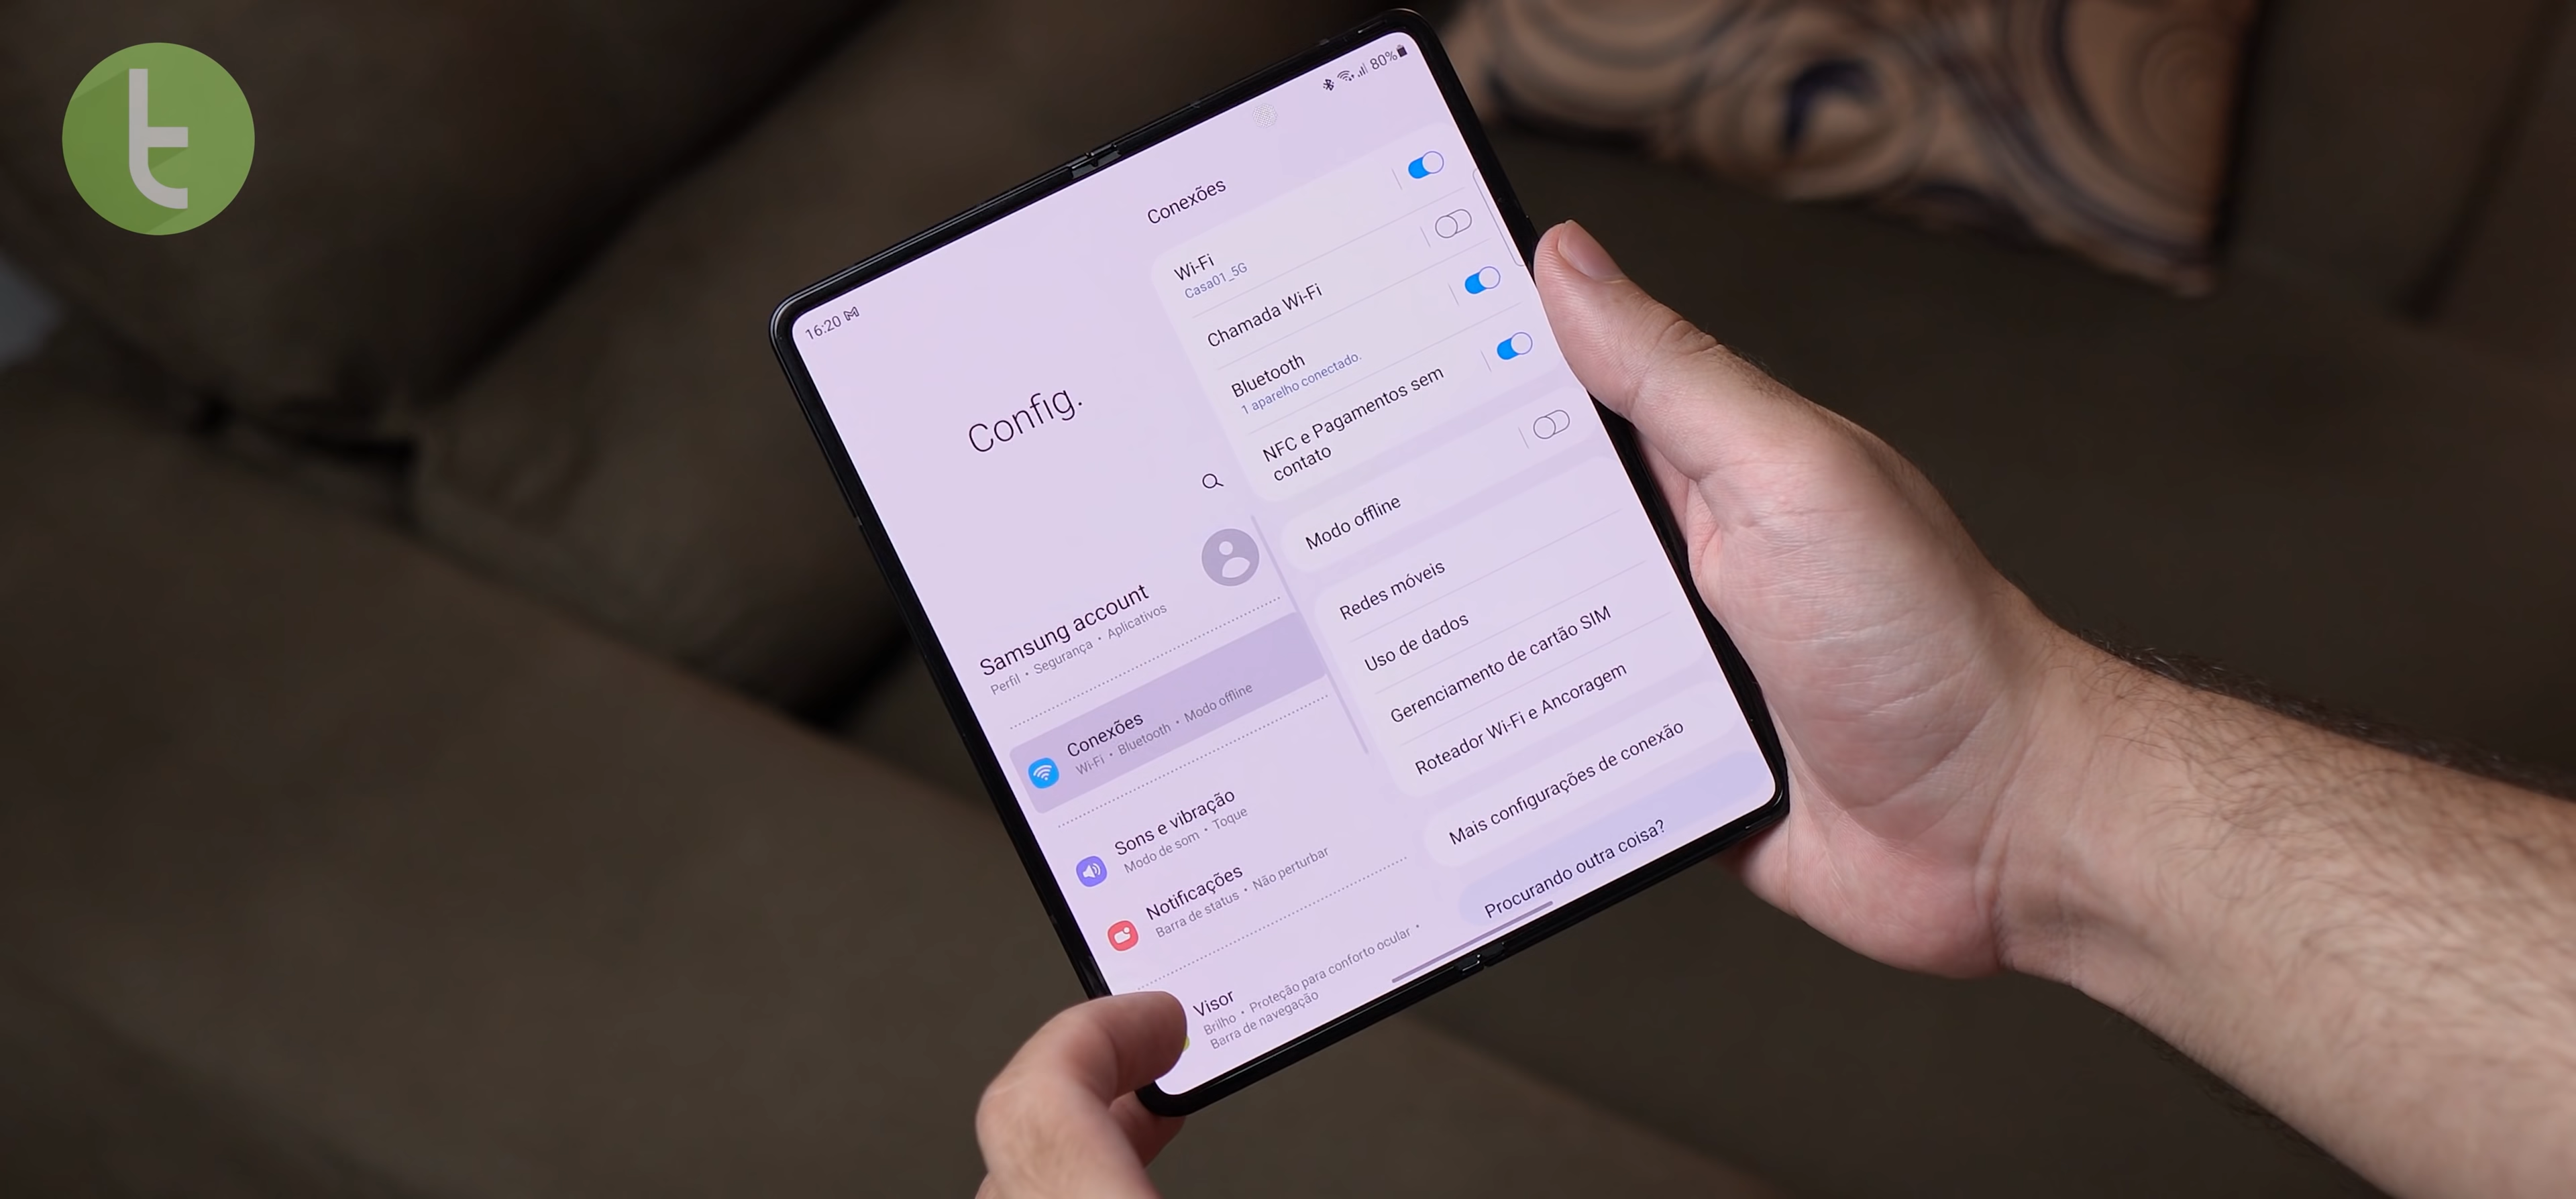 t
16:20
80%
Config.
Samsung account
Perfil • Segurança • Aplicativos
Conexões
Wi-Fi • Bluetooth • Modo offline
Sons e vibração
Modo de som • Toque
Notificações
Barra de status • Não perturbar
Visor
Brilho • Proteção para conforto ocular •
Barra de navegação
Conexões
Wi-Fi
Casa01_5G
Chamada Wi-Fi
Bluetooth
1 aparelho conectado.
NFC e Pagamentos sem
contato
Modo offline
Redes móveis
Uso de dados
Gerenciamento de cartão SIM
Roteador Wi-Fi e Ancoragem
Mais configurações de conexão
Procurando outra coisa?